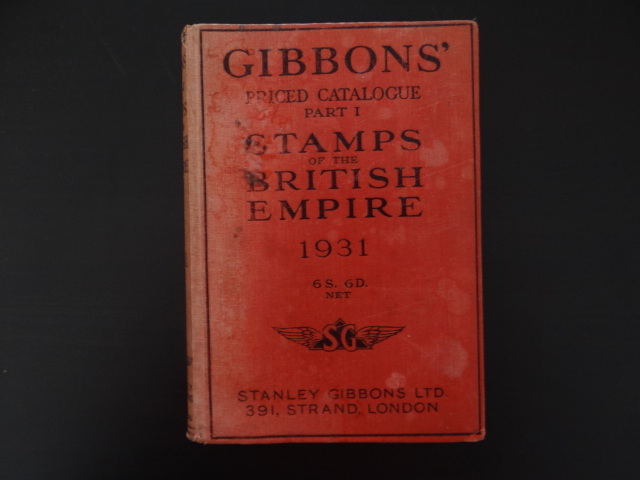 GIBBONS'
PRICED CATALOGUE
PART I
STAMPS
OF THE
BRITISH
EMPIRE
1931
6S. 6D.
NET
SG
STANLEY GIBBONS LTD.
391, STRAND, LONDON